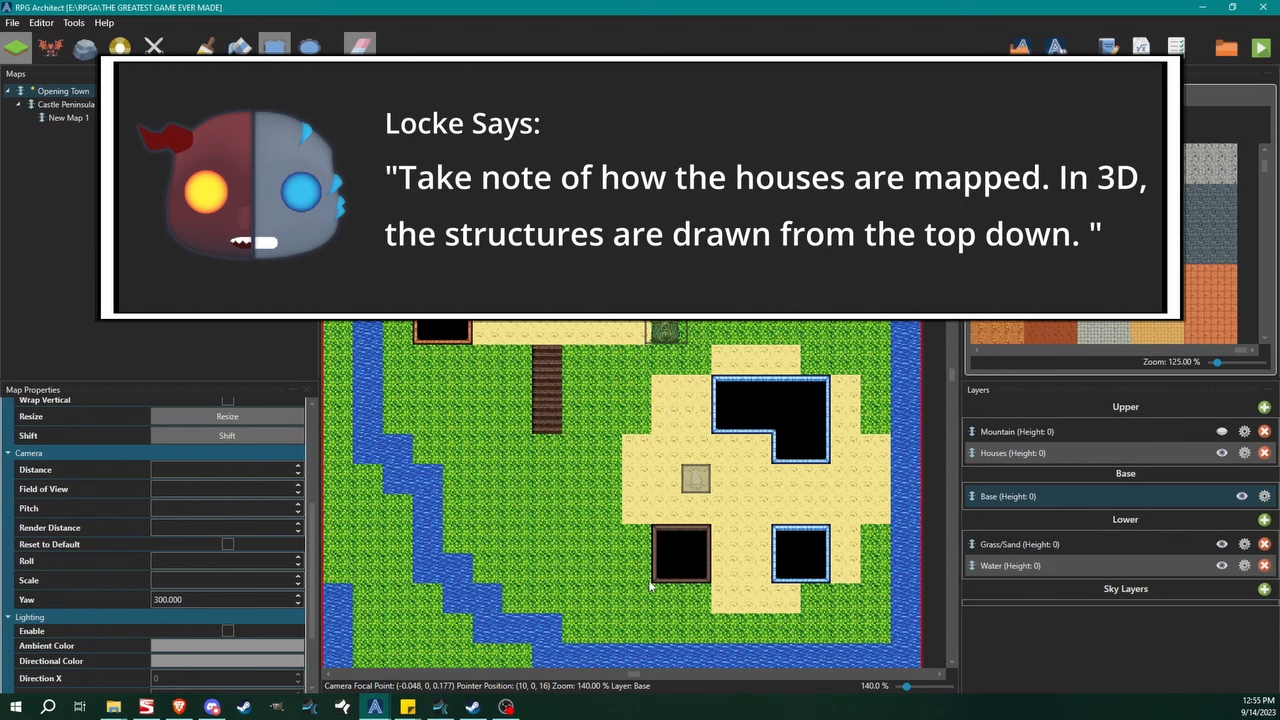 RPG Architect [E:\RPGA\THE GREATEST GAME EVER MADE]
File Editor Tools Help
Maps
* Opening Town
Castle Peninsula
New Map 1
Locke Says:
"Take note of how the houses are mapped. In 3D,
the structures are drawn from the top down. "
Zoom: 125.00 %
Map Properties
Wrap Vertical
Resize Resize
Shift Shift
Camera
Distance
Field of View
Pitch
Render Distance
Reset to Default
Roll
Scale
Yaw 300.000
Lighting
Enable
Ambient Color
Directional Color
Direction X 0
Layers
Upper
Mountain (Height: 0)
Houses (Height: 0)
Base
Base (Height: 0)
Lower
Grass/Sand (Height: 0)
Water (Height: 0)
Sky Layers
Camera Focal Point: (-0.048, 0, 0.177) Pointer Position: (10, 0, 16) Zoom: 140.00 % Layer: Base
140.0 %
12:55 PM
9/14/2023